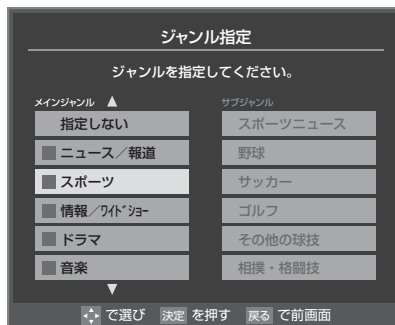 ジャンル指定
ジャンルを指定してください。
メインジャンル ▲
サブジャンル
指定しない
スポーツニュース
ニュース／報道
野球
スポーツ
サッカー
情報／ﾜｲﾄﾞｼｮｰ
ゴルフ
ドラマ
その他の球技
音楽
相撲・格闘技
▼
で選び 決定 を押す 戻る で前画面